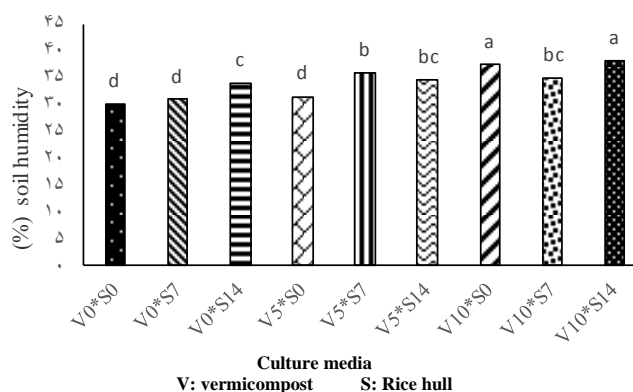 (%) soil humidity
۴۵
۴۰
۳۵
۳۰
۲۵
۲۰
۱۵
۱۰
۵
۰
d d c d b bc a bc a
V0*S0 V0*S7 V0*S14 V5*S0 V5*S7 V5*S14 V10*S0 V10*S7 V10*S14
Culture media
V: vermicompost S: Rice hull